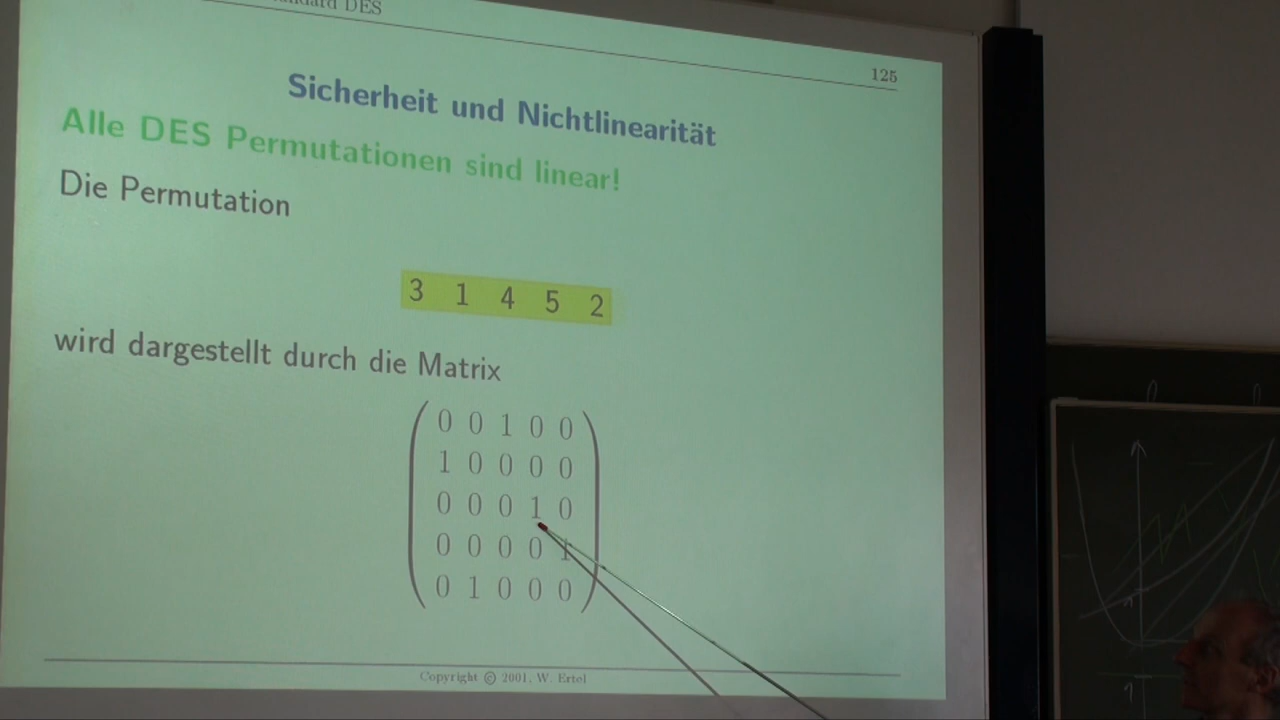 DES
125
Sicherheit und Nichtlinearität
Alle DES Permutationen sind linear!
Die Permutation
3 1 4 5 2
wird dargestellt durch die Matrix
0 0 1 0 0
1 0 0 0 0
0 0 0 1 0
0 0 0 0 1
0 1 0 0 0
Copyright © 2001, W. Ertel